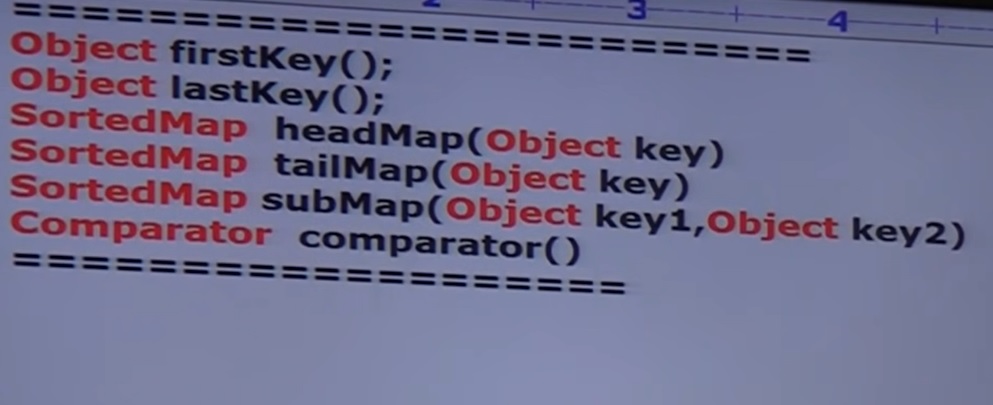 2 3 4
==================================
Object firstKey();
Object lastKey();
SortedMap headMap(Object key)
SortedMap tailMap(Object key)
SortedMap subMap(Object key1,Object key2)
Comparator comparator()
==========================